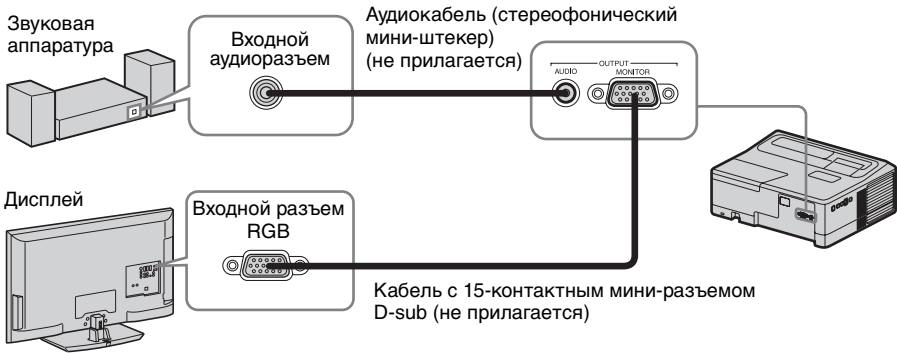 Звуковая
аппаратура
Входной
аудиоразъем
Аудиокабель (стереофонический
мини-штекер)
(не прилагается)
OUTPUT
AUDIO
MONITOR
Дисплей
Входной разъем
RGB
Кабель с 15-контактным мини-разъемом
D-sub (не прилагается)